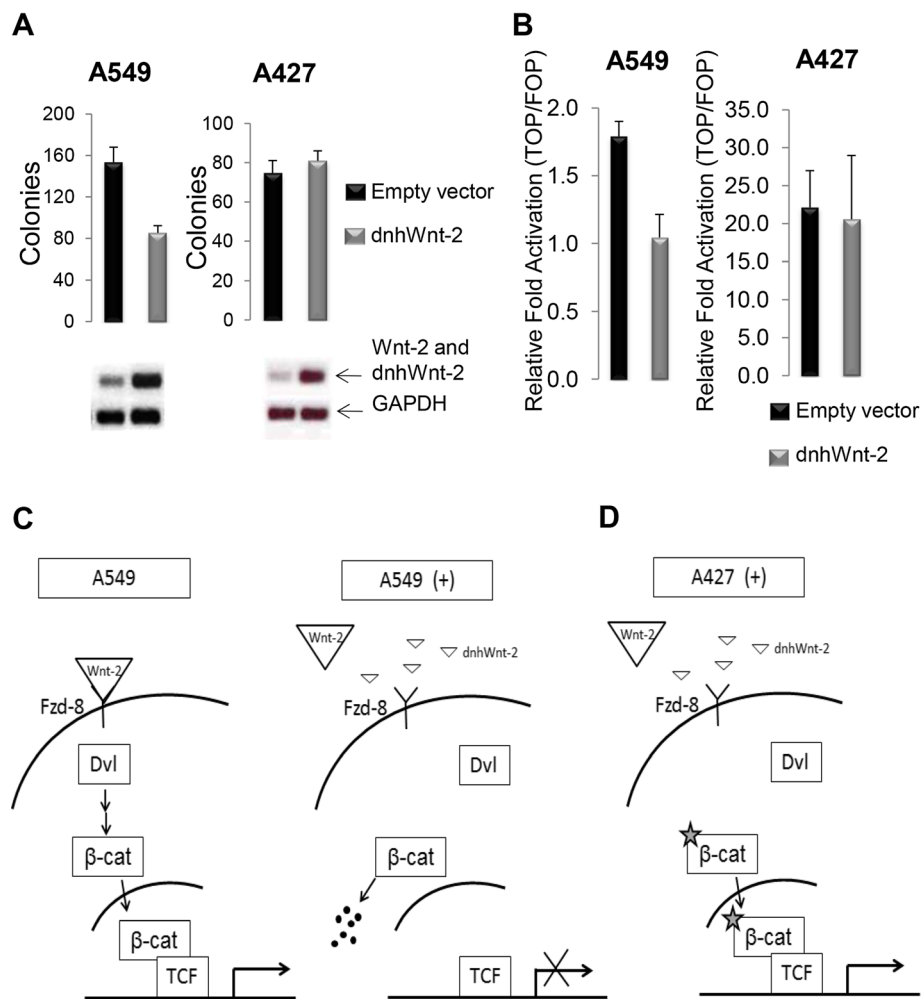 A
A549
Colonies
200
160
120
80
40
0
A427
Colonies
100
80
60
40
20
0
Empty vector
dnhWnt-2
Wnt-2 and
dnhWnt-2
GAPDH
B
A549
Relative Fold Activation (TOP/FOP)
2.0
1.5
1.0
0.5
0.0
A427
Relative Fold Activation (TOP/FOP)
35.0
30.0
25.0
20.0
15.0
10.0
5.0
0.0
Empty vector
dnhWnt-2
C
A549
Wnt-2
Fzd-8
Dvl
β-cat
β-cat
TCF
A549 (+)
Wnt-2
dnhWnt-2
Fzd-8
Dvl
β-cat
TCF
D
A427 (+)
Wnt-2
dnhWnt-2
Fzd-8
Dvl
β-cat
β-cat
TCF